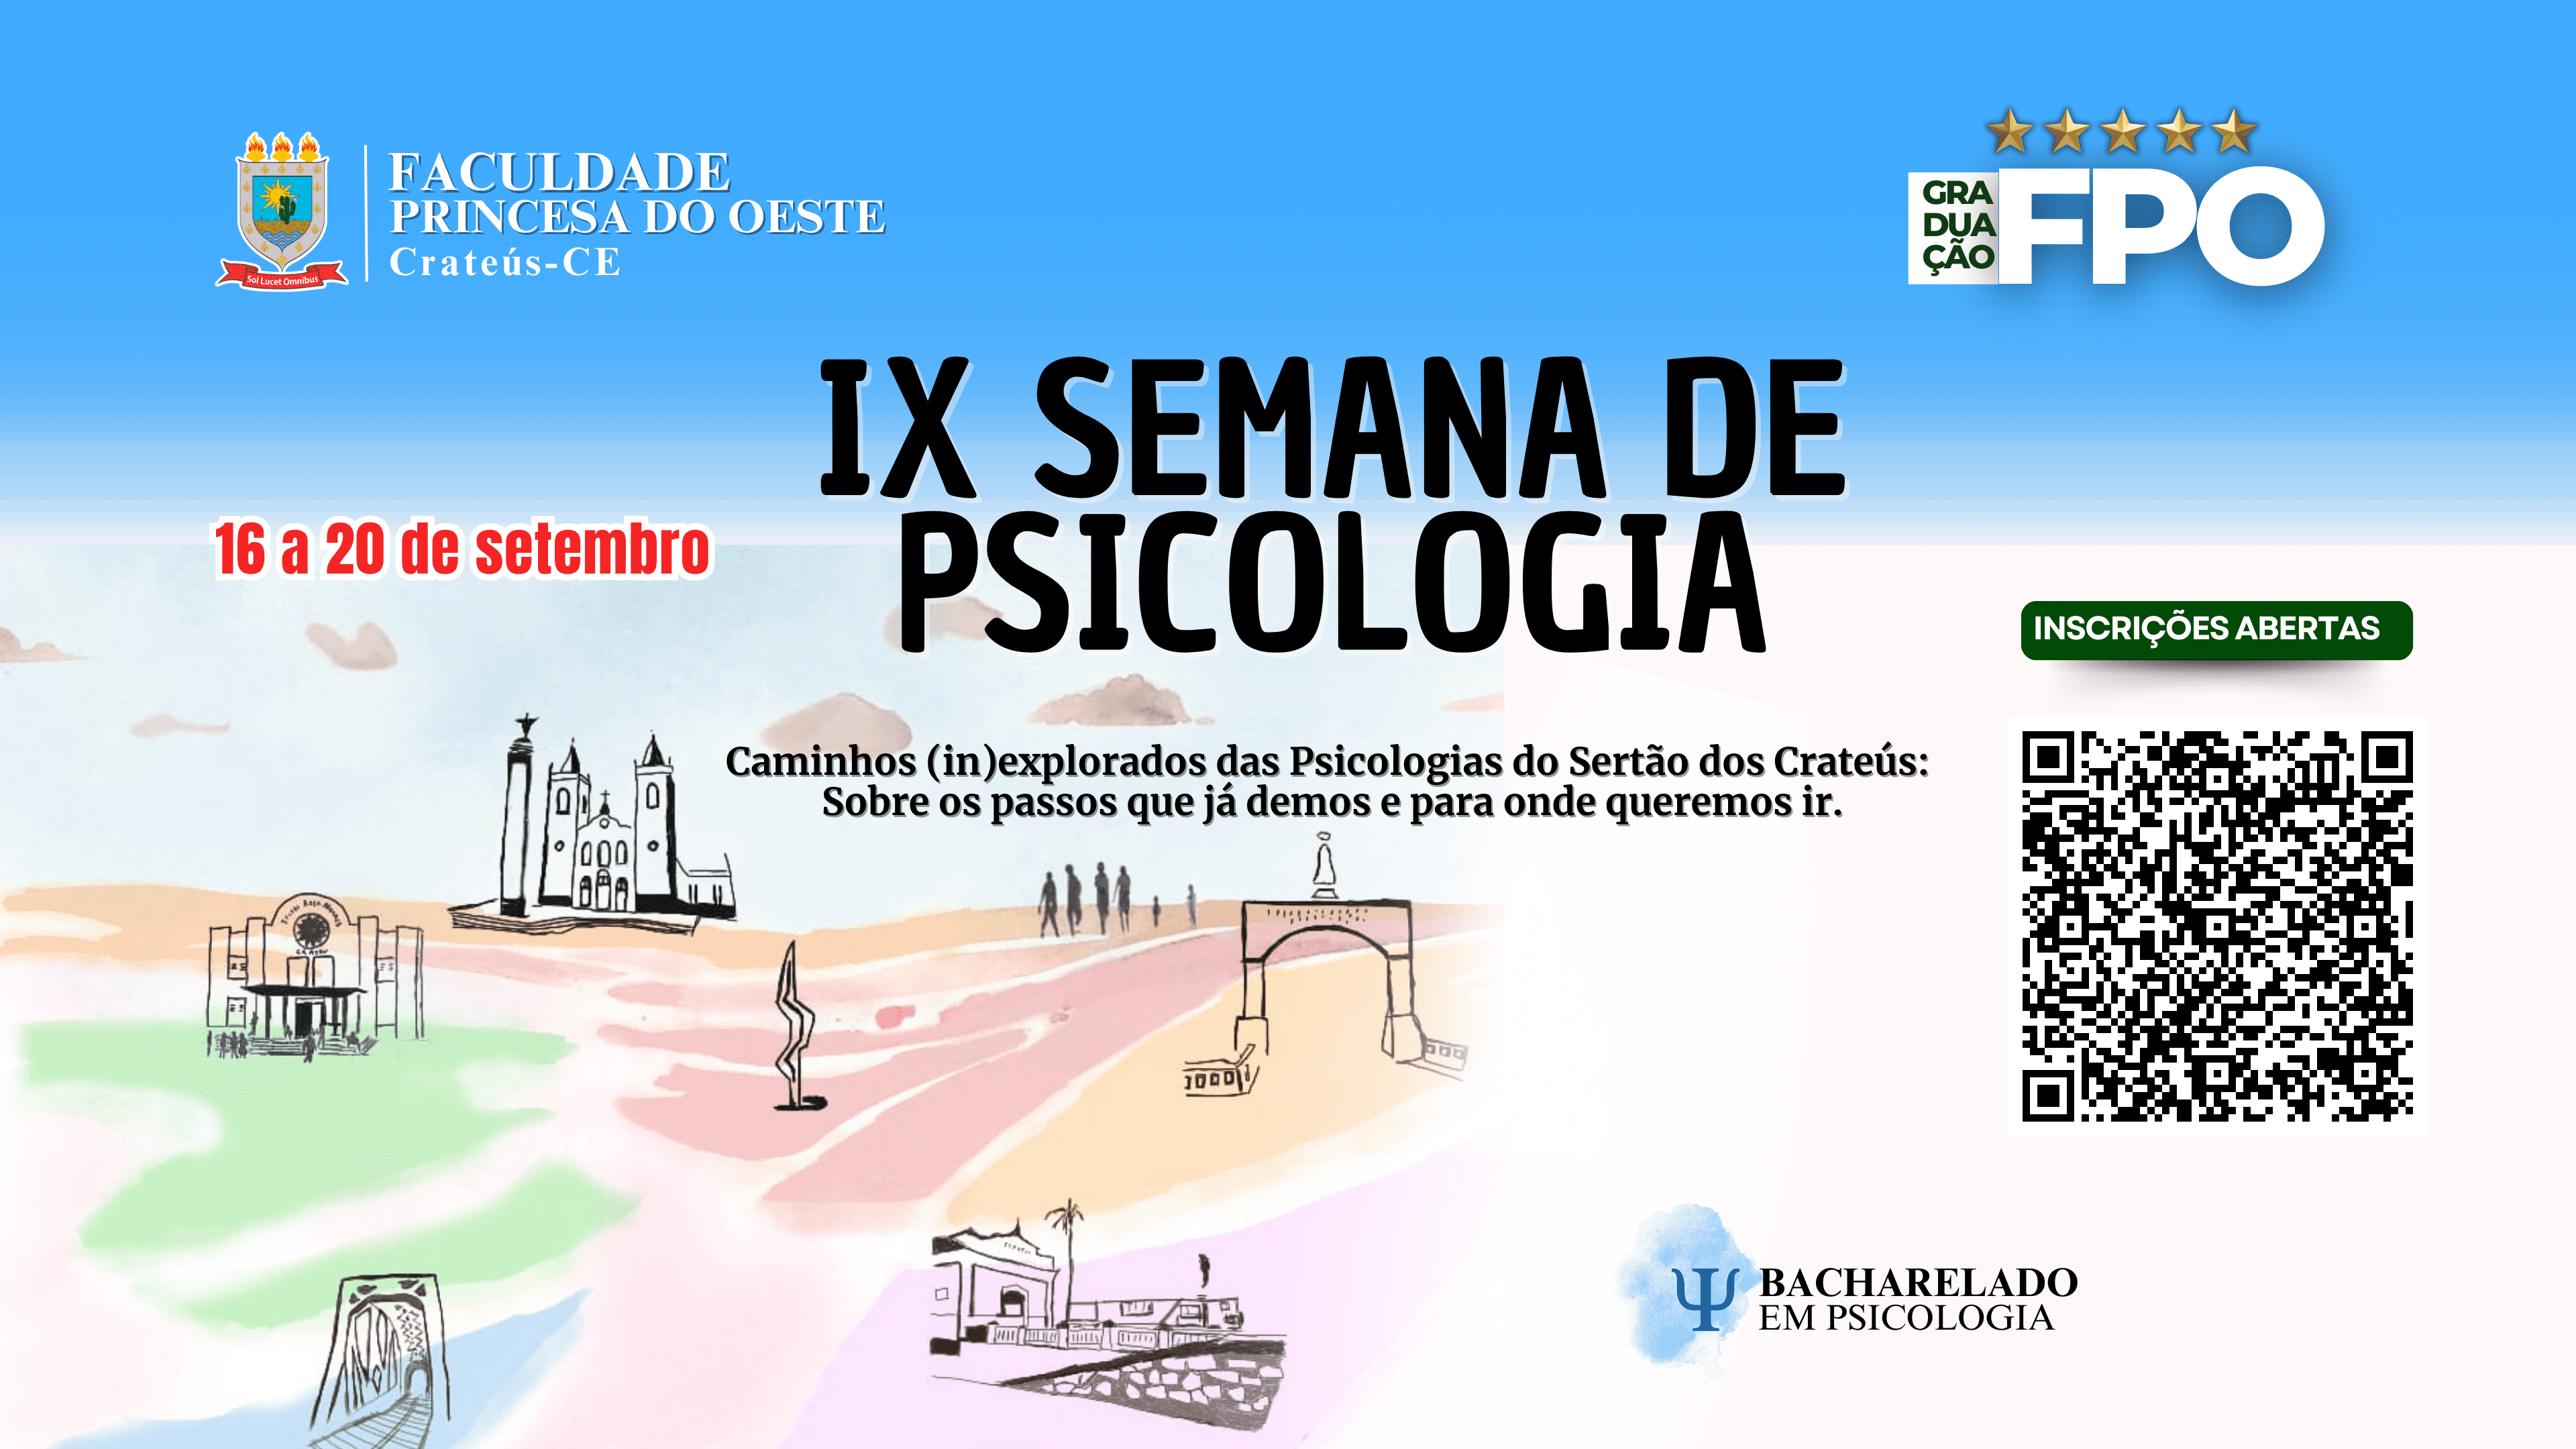 FACULDADE
PRINCESA DO OESTE
Crateús-CE
Sol Lucet Omnibus
GRA
DUA
ÇÃO
FPO
IX SEMANA DE
PSICOLOGIA
16 a 20 de setembro
INSCRIÇÕES ABERTAS
Caminhos (in)explorados das Psicologias do Sertão dos Crateús:
Sobre os passos que já demos e para onde queremos ir.
BACHARELADO
EM PSICOLOGIA